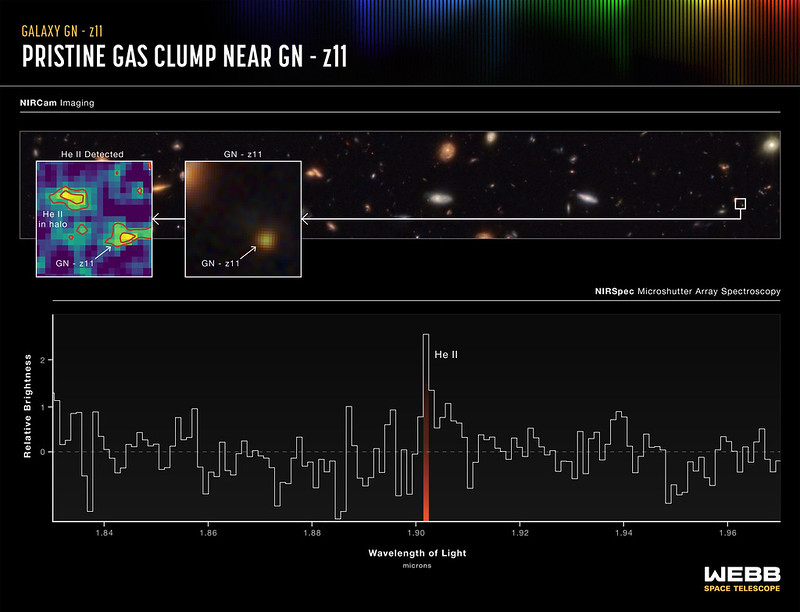 GALAXY GN - z11
PRISTINE GAS CLUMP NEAR GN - z11
NIRCam Imaging
He II Detected
GN - z11
He II
in halo
GN - z11
GN - z11
NIRSpec Microshutter Array Spectroscopy
Relative Brightness
2
1
0
He II
1.84
1.86
1.88
1.90
1.92
1.94
1.96
Wavelength of Light
microns
WEBB
SPACE TELESCOPE